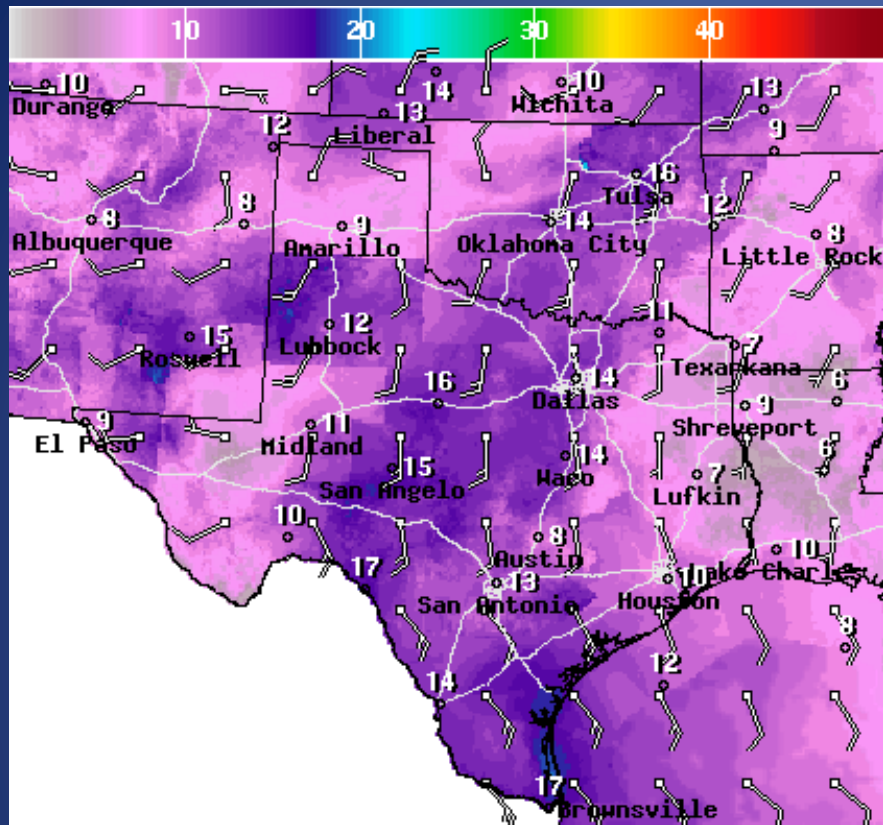 10 20 30 40
10 14 10 13
Durango Wichita
13
Liberal
12 9
16
Tulsa
8 8 9 14 12 8
Albuquerque Amarillo Oklahoma City Little Rock
15 12 11 7
Roswell Lubbock Texarkana
16 14 9 6
Dallas
9 11 Shreveport
El Paso Midland
15 14 7 6
San Angelo Waco Lufkin
10 8 10
Austin Lake Charles
17 13 10
San Antonio Houston
9
14 12
17
Brownsville